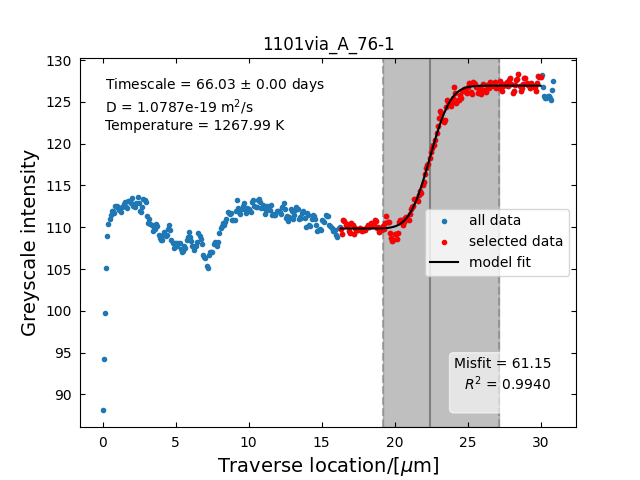 1101via_A_76-1
Timescale = 66.03 ± 0.00 days
D = 1.0787e-19 m²/s
Temperature = 1267.99 K
all data
selected data
model fit
Misfit = 61.15
R² = 0.9940
Greyscale intensity
130
125
120
115
110
105
100
95
90
0 5 10 15 20 25 30
Traverse location/[μm]